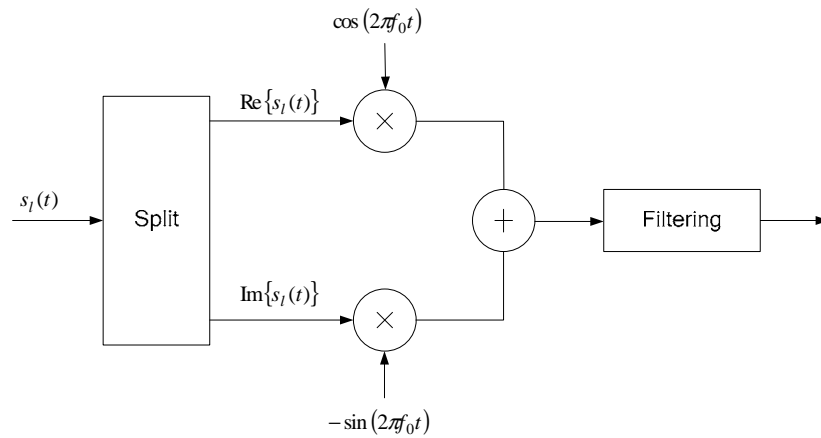 cos(2πf₀t)
Re{sₗ(t)}
×
sₗ(t)
Split
+
Filtering
Im{sₗ(t)}
×
−sin(2πf₀t)